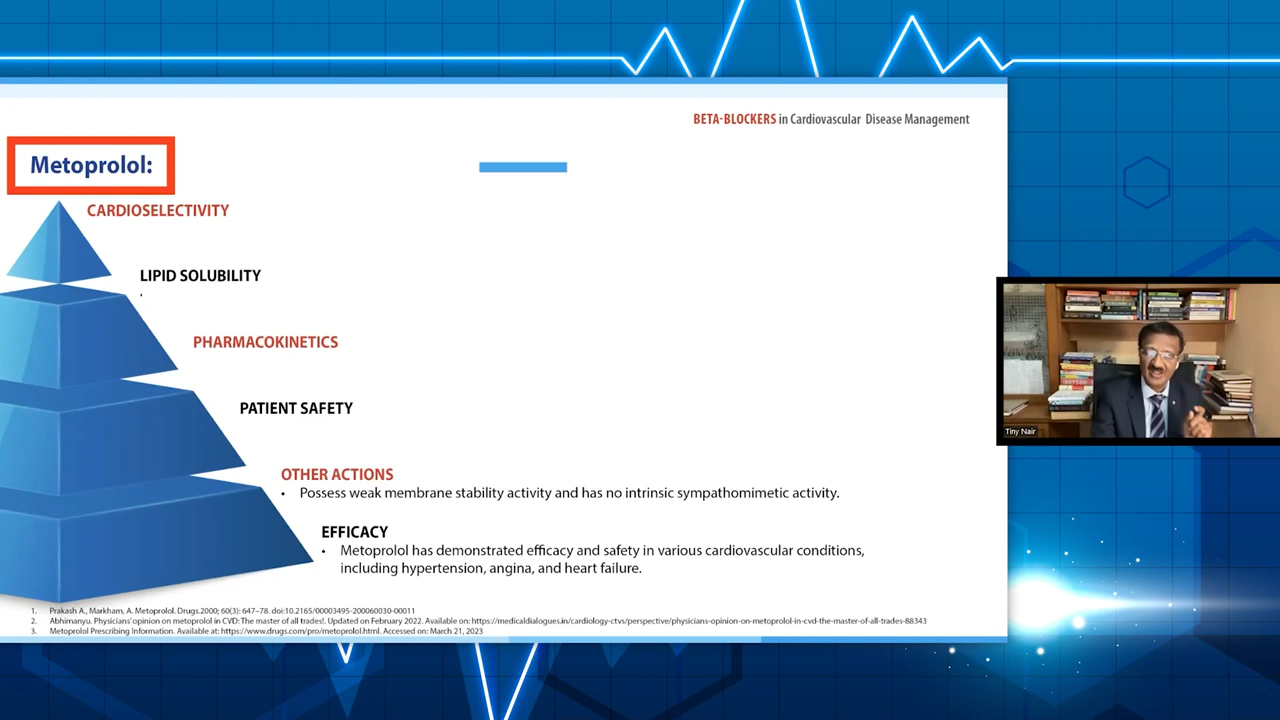 BETA-BLOCKERS in Cardiovascular Disease Management
Metoprolol:
CARDIOSELECTIVITY
LIPID SOLUBILITY
PHARMACOKINETICS
PATIENT SAFETY
OTHER ACTIONS
• Possess weak membrane stability activity and has no intrinsic sympathomimetic activity.
EFFICACY
• Metoprolol has demonstrated efficacy and safety in various cardiovascular conditions,
including hypertension, angina, and heart failure.
1. Prakash A., Markham, A. Metoprolol. Drugs.2000; 60(3): 647–78. doi:10.2165/00003495-200060030-00011
2. Abhimanyu. Physicians' opinion on metoprolol in CVD: The master of all trades!. Updated on February 2022. Available on: https://medicaldialogues.in/cardiology-ctvs/perspective/physicians-opinion-on-metoprolol-in-cvd-the-master-of-all-trades-88343
3. Metoprolol Prescribing Information. Available at: https://www.drugs.com/pro/metoprolol.html. Accessed on: March 21, 2023
Tiny Nair